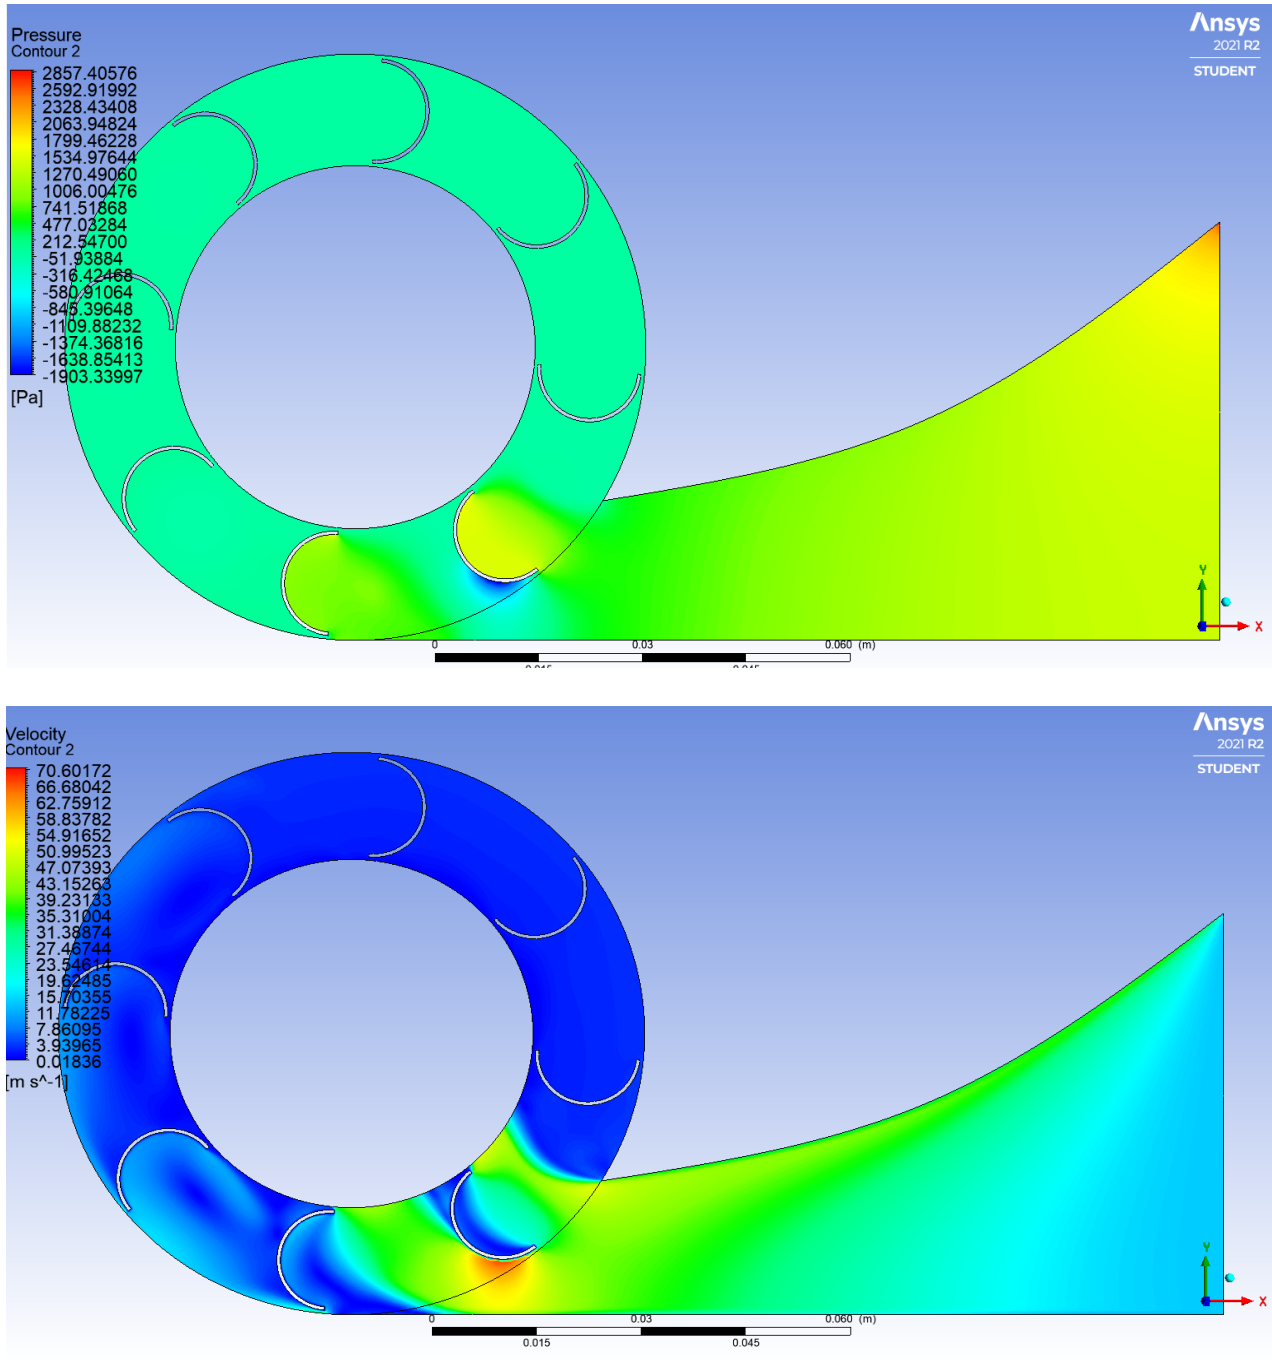 Pressure
Contour 2
Ansys
2021 R2
STUDENT
2857.40576
2592.91992
2328.43408
2063.94824
1799.46228
1534.97644
1270.49060
1006.00476
741.51868
477.03284
212.54700
-51.93884
-316.42468
-580.91064
-845.39648
-1109.88232
-1374.36816
-1638.85413
-1903.33997
[Pa]
Y
X
0
0.03
0.060 (m)
0.015
0.045
Velocity
Contour 2
Ansys
2021 R2
STUDENT
70.60172
66.68042
62.75912
58.83782
54.91652
50.99523
47.07393
43.15263
39.23133
35.31004
31.38874
27.46744
23.54614
19.62485
15.70355
11.78225
7.86095
3.93965
0.01836
[m s^-1]
Y
X
0
0.03
0.060 (m)
0.015
0.045